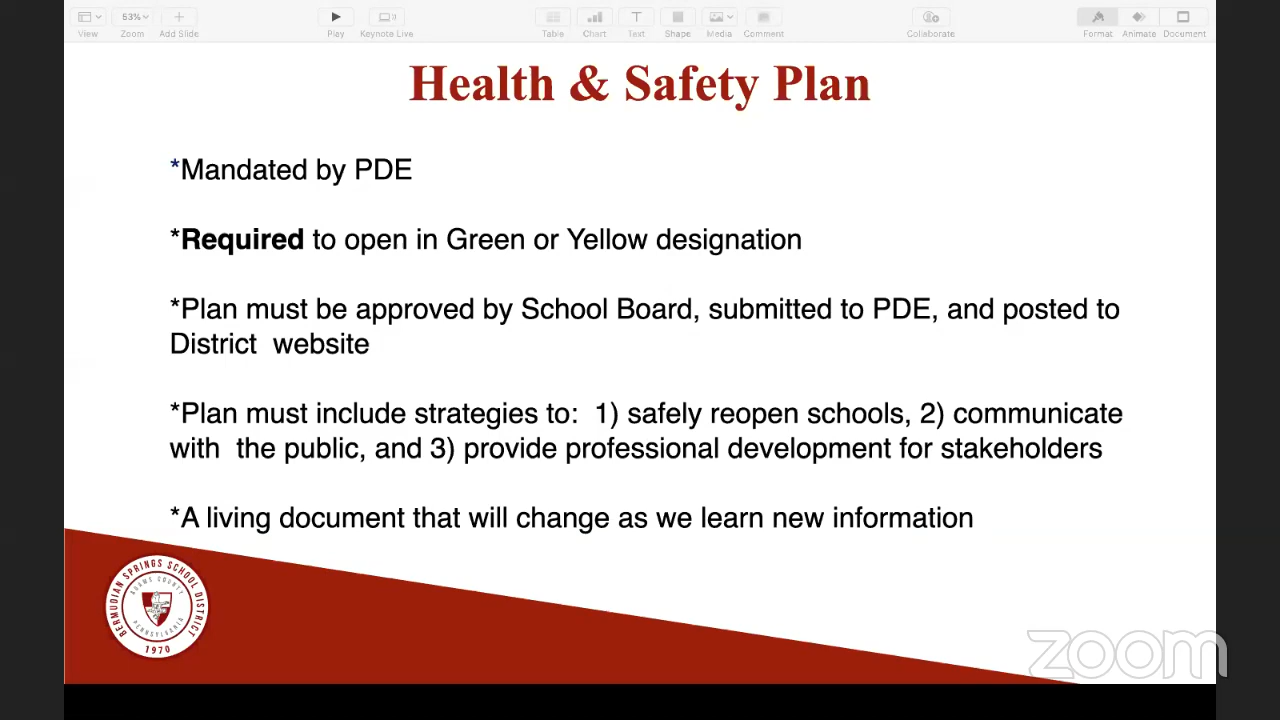 View
53%
Zoom
Add Slide
Play
Keynote Live
Table
Chart
Text
Shape
Media
Comment
Collaborate
Format
Animate
Document
Health & Safety Plan
*Mandated by PDE
*Required to open in Green or Yellow designation
*Plan must be approved by School Board, submitted to PDE, and posted to
District  website
*Plan must include strategies to:  1) safely reopen schools, 2) communicate
with  the public, and 3) provide professional development for stakeholders
*A living document that will change as we learn new information
BERMUDIAN SPRINGS SCHOOL DISTRICT
ADAMS COUNTY
PENNSYLVANIA
1970
zoom